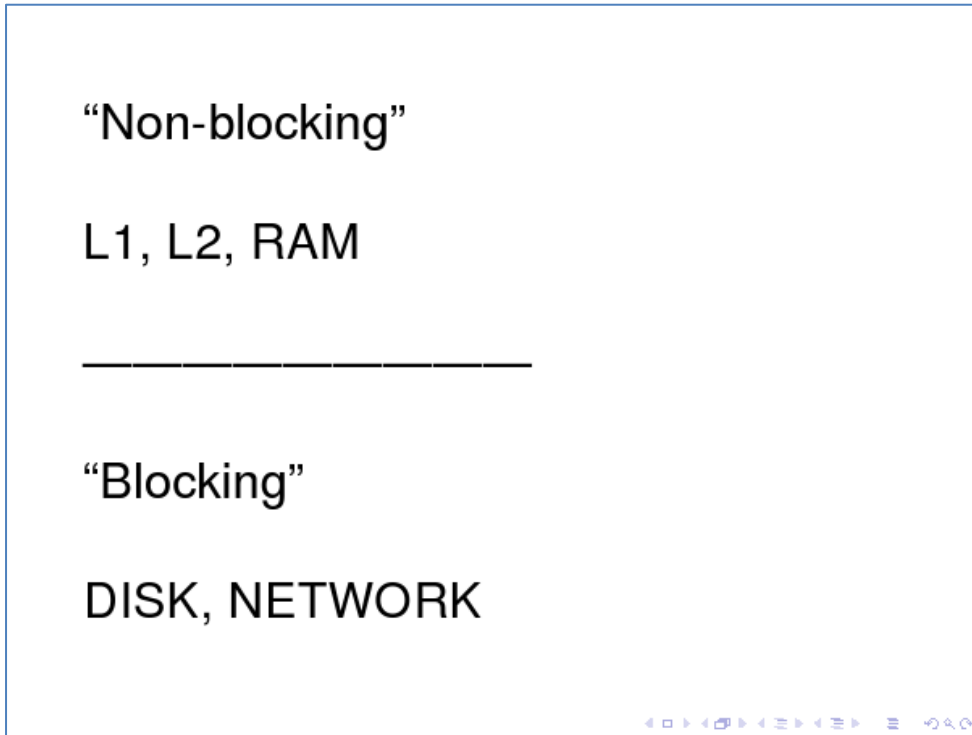 “Non-blocking”
L1, L2, RAM
—————————
“Blocking”
DISK, NETWORK